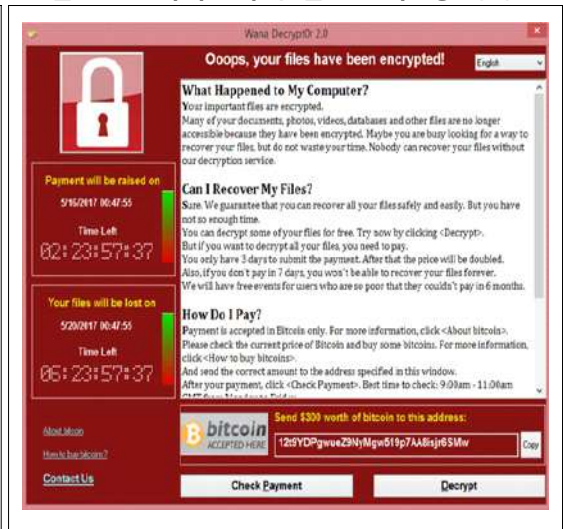 Wana Decrypt0r 2.0
Ooops, your files have been encrypted!
English
What Happened to My Computer?
Your important files are encrypted.
Many of your documents, photos, videos, databases and other files are no longer
accessible because they have been encrypted. Maybe you are busy looking for a way to
recover your files, but do not waste your time. Nobody can recover your files without
our decryption service.
Can I Recover My Files?
Sure. We guarantee that you can recover all your files safely and easily. But you have
not so enough time.
You can decrypt some of your files for free. Try now by clicking <Decrypt>.
But if you want to decrypt all your files, you need to pay.
You only have 3 days to submit the payment. After that the price will be doubled.
Also, if you don't pay in 7 days, you won't be able to recover your files forever.
We will have free events for users who are so poor that they couldn't pay in 6 months.
How Do I Pay?
Payment is accepted in Bitcoin only. For more information, click <About bitcoin>.
Please check the current price of Bitcoin and buy some bitcoins. For more information,
click <How to buy bitcoins>.
And send the correct amount to the address specified in this window.
After your payment, click <Check Payment>. Best time to check: 9:00am - 11:00am
GMT from Monday to Friday.
Payment will be raised on
5/16/2017 00:47:55
Time Left
02:23:57:37
Your files will be lost on
5/20/2017 00:47:55
Time Left
06:23:57:37
About bitcoin
How to buy bitcoins?
Contact Us
bitcoin
ACCEPTED HERE
Send $300 worth of bitcoin to this address:
Copy
Check Payment
Decrypt